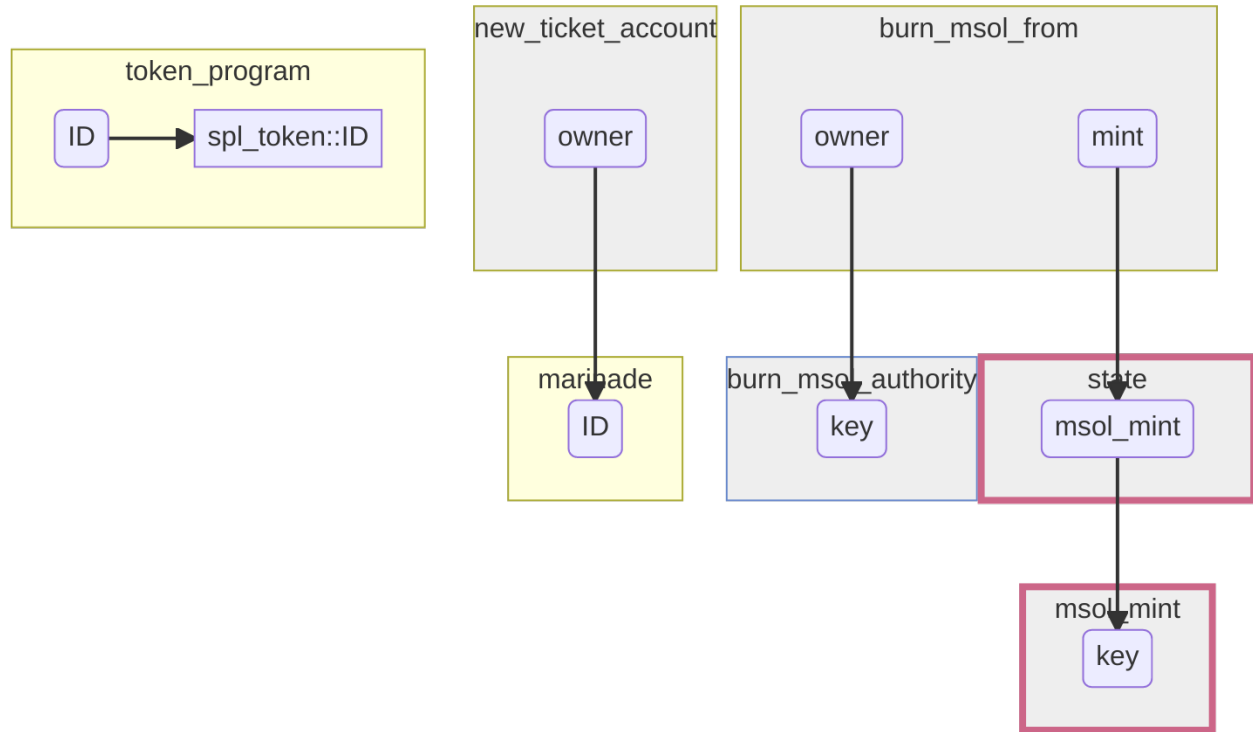 token_program
ID
spl_token::ID
new_ticket_account
owner
burn_msol_from
owner
mint
marinade
ID
burn_msol_authority
key
state
msol_mint
msol_mint
key